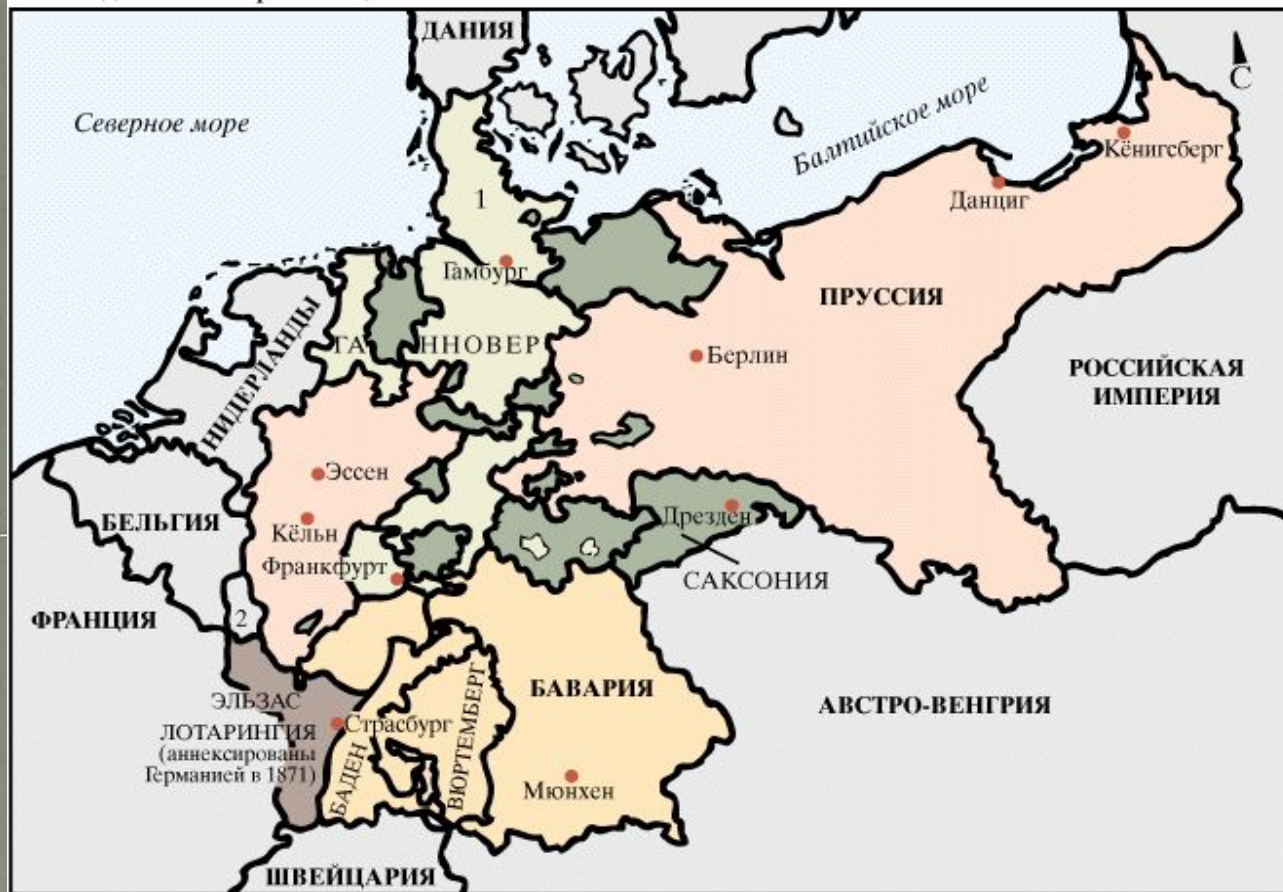 ДАНИЯ
С
Северное море
Балтийское море
Кёнигсберг
Данциг
1
Гамбург
ПРУССИЯ
НИДЕРЛАНДЫ
ГАННОВЕР
Берлин
РОССИЙСКАЯ
ИМПЕРИЯ
Эссен
БЕЛЬГИЯ
Кёльн
Дрезден
Франкфурт
САКСОНИЯ
ФРАНЦИЯ
2
ЭЛЬЗАС
ЛОТАРИНГИЯ
(аннексированы
Германией в 1871)
Страсбург
БАДЕН
ВЮРТЕМБЕРГ
БАВАРИЯ
АВСТРО-ВЕНГРИЯ
Мюнхен
ШВЕЙЦАРИЯ